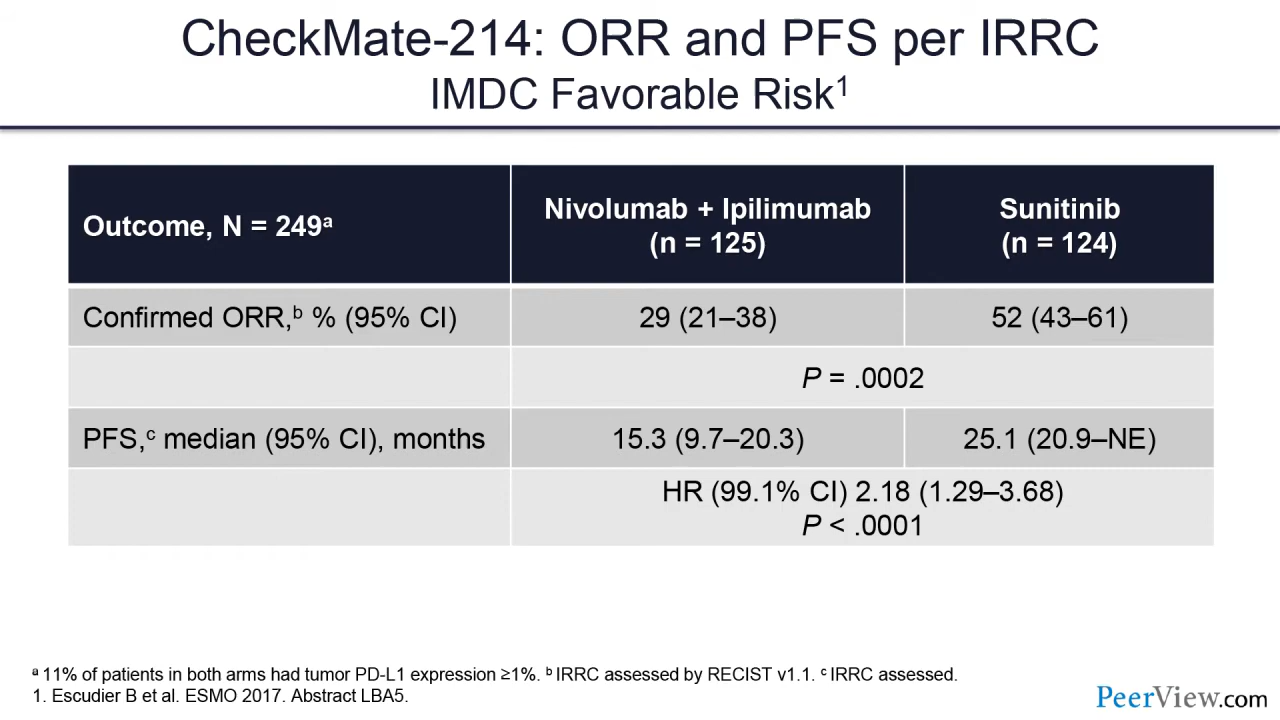 CheckMate-214: ORR and PFS per IRRC
IMDC Favorable Risk¹
Outcome, N = 249ᵃ
Nivolumab + Ipilimumab
(n = 125)
Sunitinib
(n = 124)
Confirmed ORR,ᵇ % (95% CI)
29 (21–38)
52 (43–61)
P = .0002
PFS,ᶜ median (95% CI), months
15.3 (9.7–20.3)
25.1 (20.9–NE)
HR (99.1% CI) 2.18 (1.29–3.68)
P < .0001
ᵃ 11% of patients in both arms had tumor PD-L1 expression ≥1%. ᵇ IRRC assessed by RECIST v1.1. ᶜ IRRC assessed.
1. Escudier B et al. ESMO 2017. Abstract LBA5.
PeerView.com